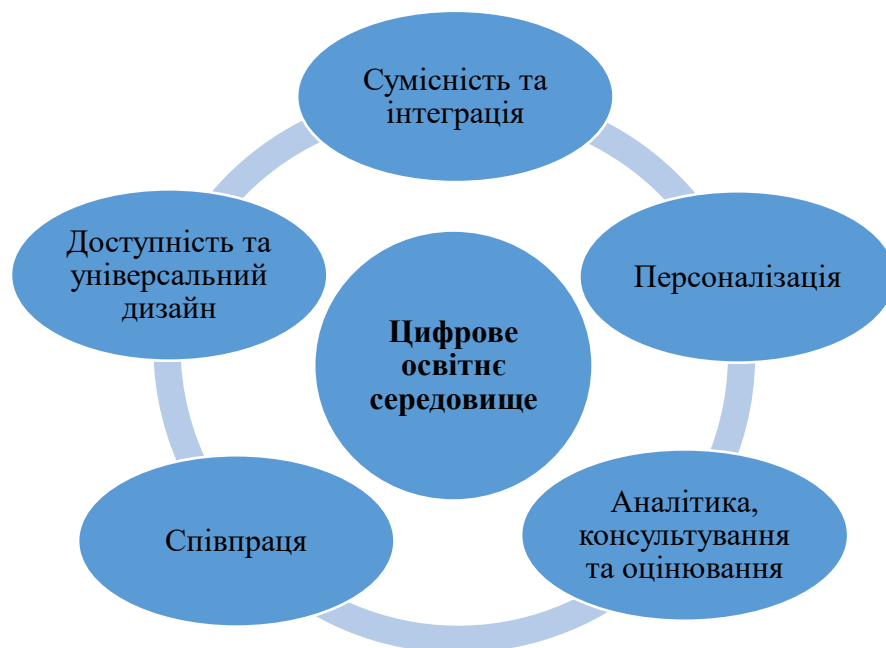 Сумісність та
інтеграція
Доступність та
універсальний
дизайн
Персоналізація
Цифрове
освітнє
середовище
Співпраця
Аналітика,
консультування
та оцінювання